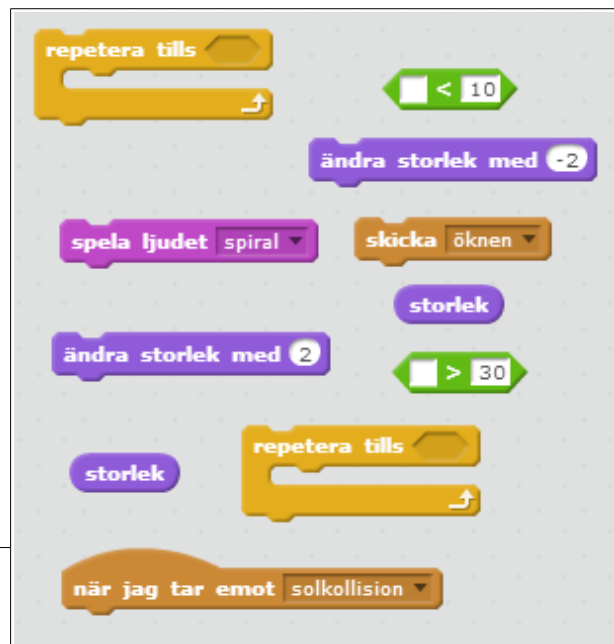 repetera tills
< 10
ändra storlek med -2
spela ljudet spiral
skicka öknen
storlek
ändra storlek med 2
> 30
repetera tills
storlek
när jag tar emot solkollision